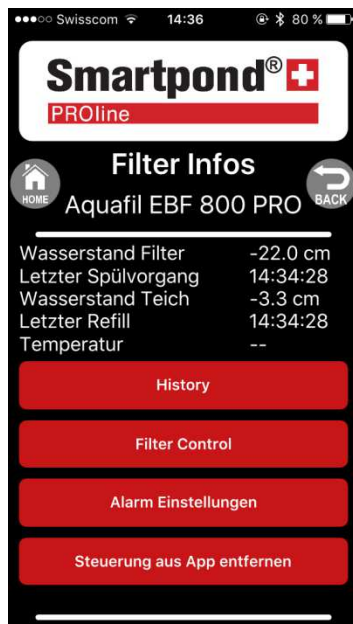 Swisscom 14:36 80 %
Smartpond®
PROline
Filter Infos
HOME
Aquafil EBF 800 PRO
BACK
Wasserstand Filter -22.0 cm
Letzter Spülvorgang 14:34:28
Wasserstand Teich -3.3 cm
Letzter Refill 14:34:28
Temperatur --
History
Filter Control
Alarm Einstellungen
Steuerung aus App entfernen